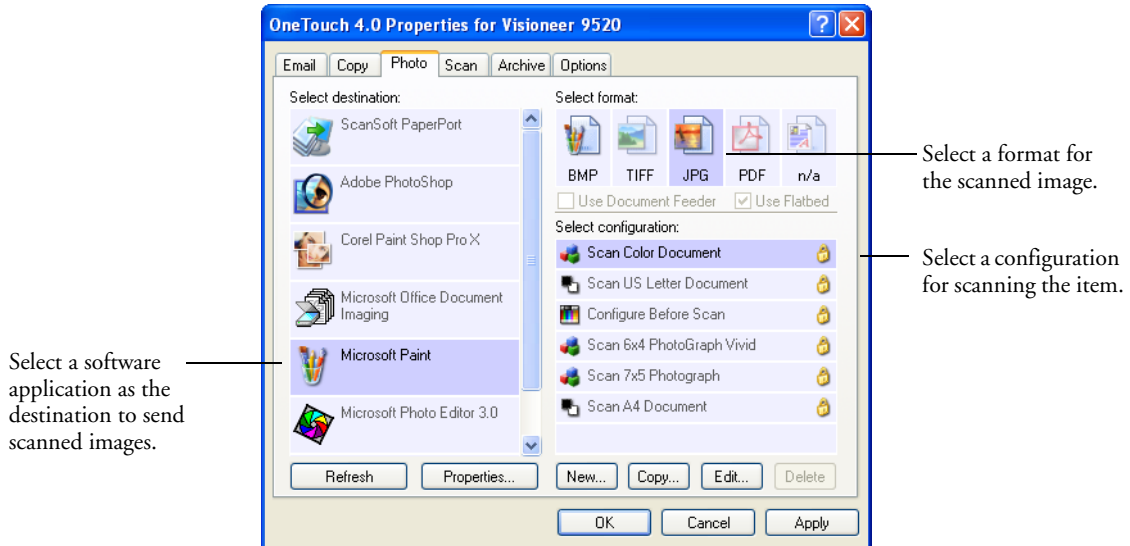 OneTouch 4.0 Properties for Visioneer 9520
Email Copy Photo Scan Archive Options
Select destination:
ScanSoft PaperPort
Adobe PhotoShop
Corel Paint Shop Pro X
Microsoft Office Document
Imaging
Microsoft Paint
Microsoft Photo Editor 3.0
Refresh Properties...
Select format:
BMP TIFF JPG PDF n/a
Use Document Feeder Use Flatbed
Select configuration:
Scan Color Document
Scan US Letter Document
Configure Before Scan
Scan 6x4 PhotoGraph Vivid
Scan 7x5 Photograph
Scan A4 Document
New... Copy... Edit... Delete
OK Cancel Apply
Select a software
application as the
destination to send
scanned images.
Select a format for
the scanned image.
Select a configuration
for scanning the item.